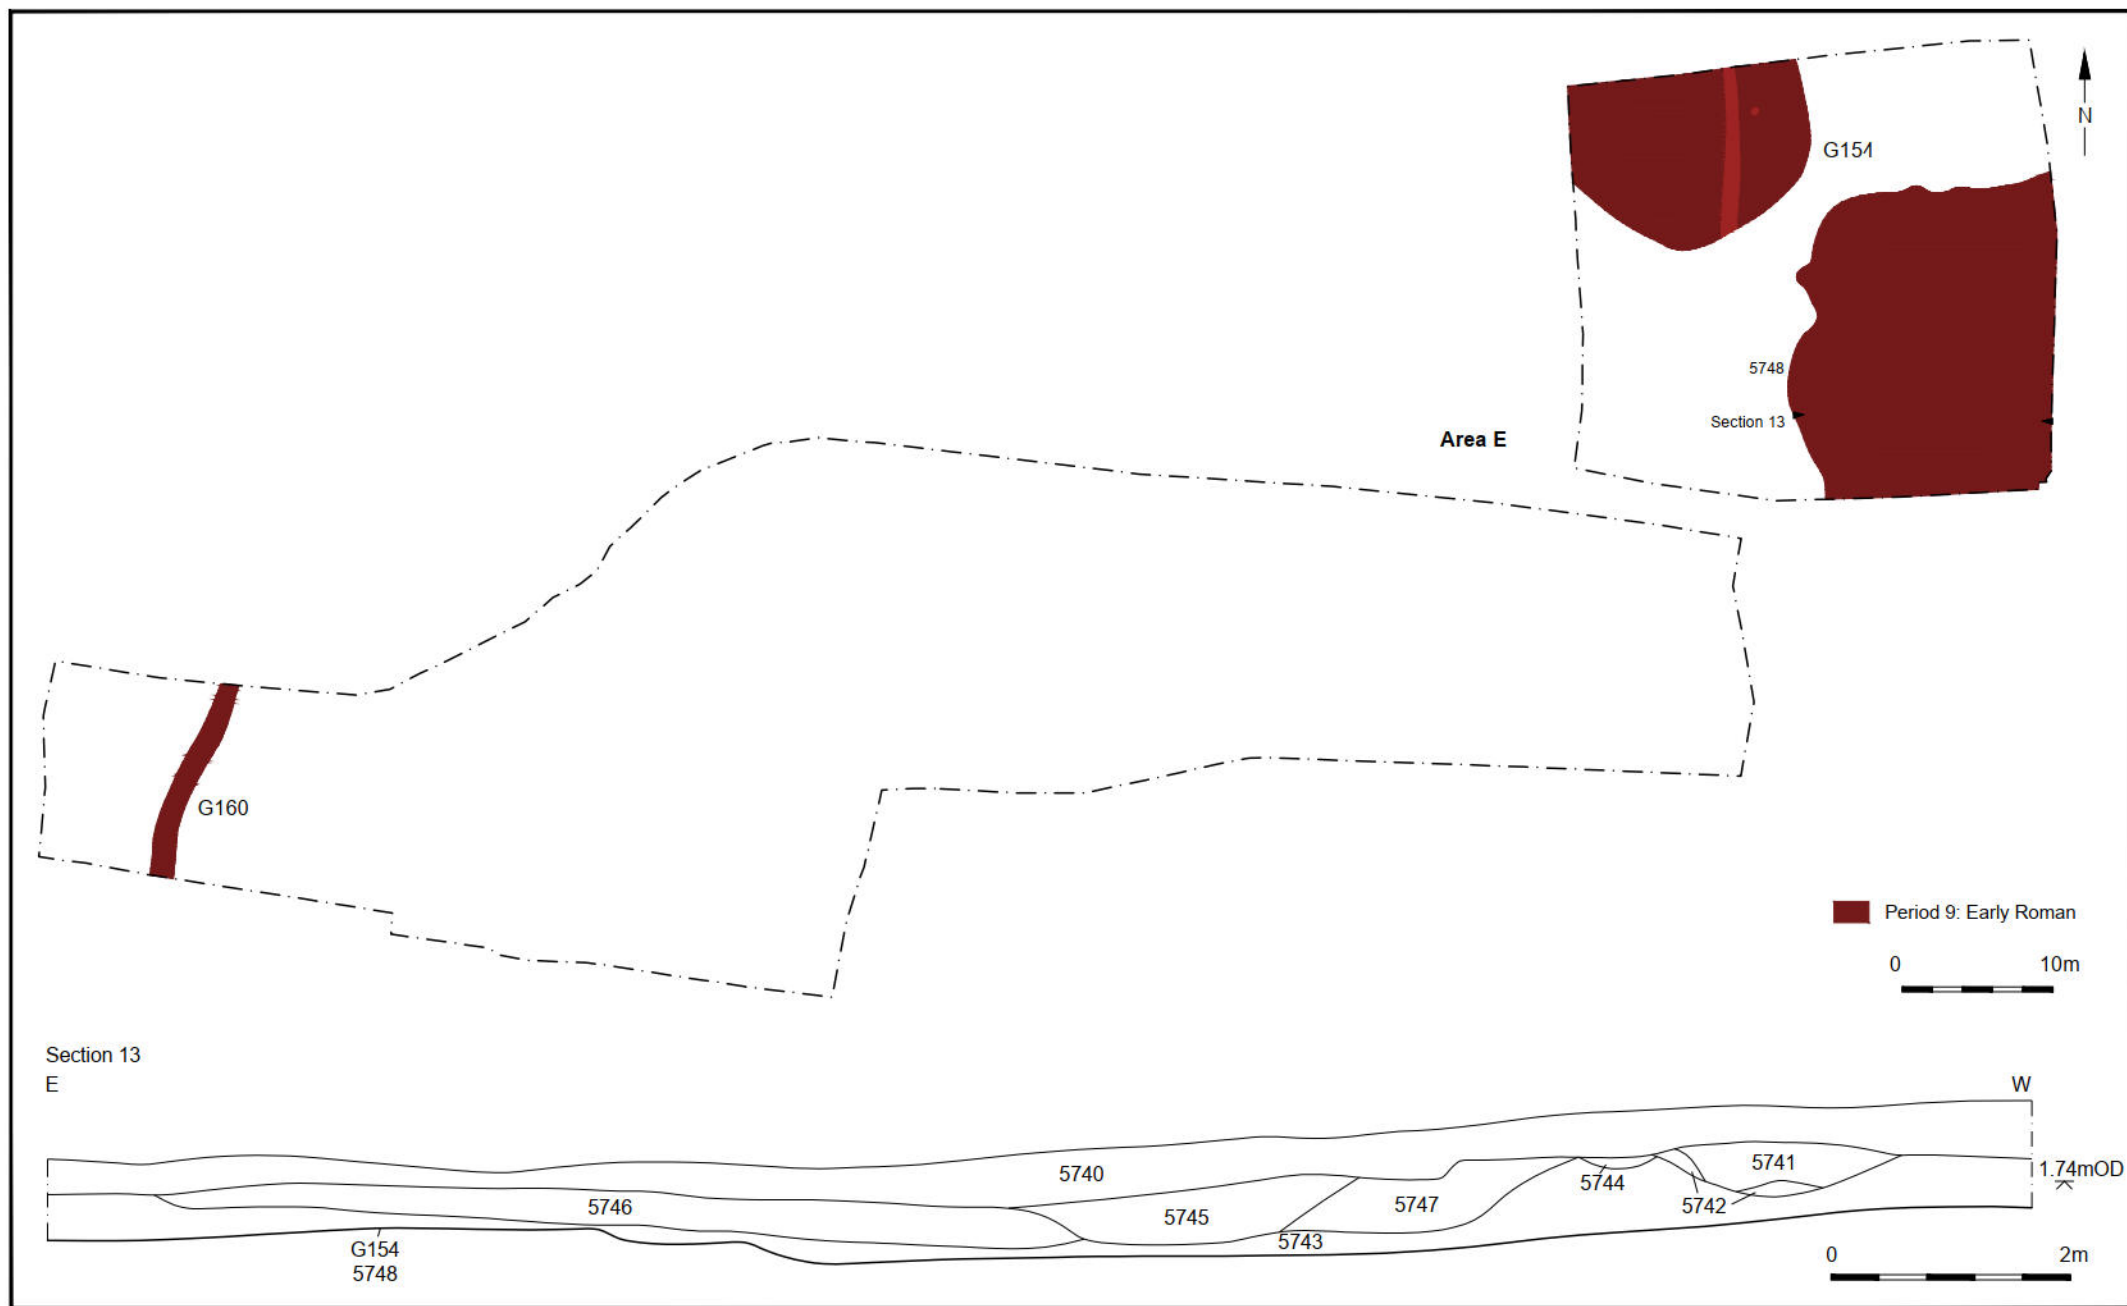 N
G154
5748
Section 13
Area E
G160
Period 9: Early Roman
0 10m
Section 13
E W
5740
5741
1.74mOD
5744
5746
5745
5747
5742
5743
G154
5748
0 2m